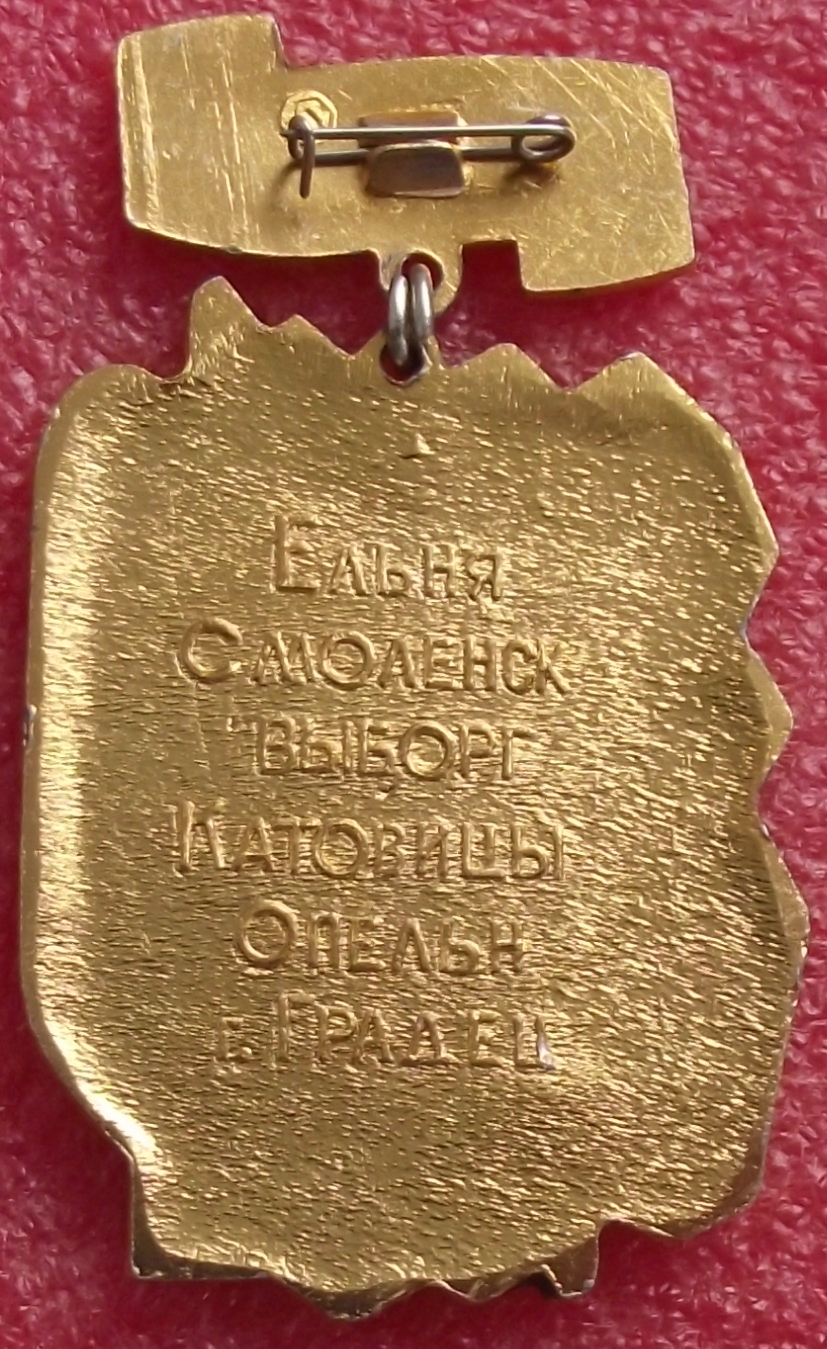 Ельня
Смоленск
Выборг
Катовицы
Опельн
г. Градец